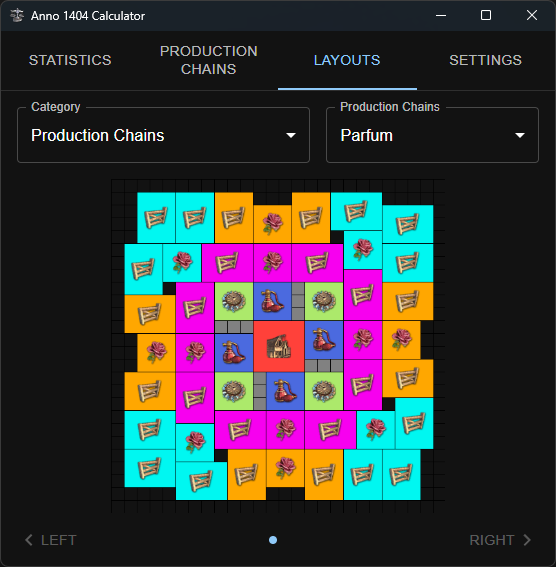 Anno 1404 Calculator
STATISTICS
PRODUCTION
CHAINS
LAYOUTS
SETTINGS
Category
Production Chains
Production Chains
Parfum
LEFT
RIGHT